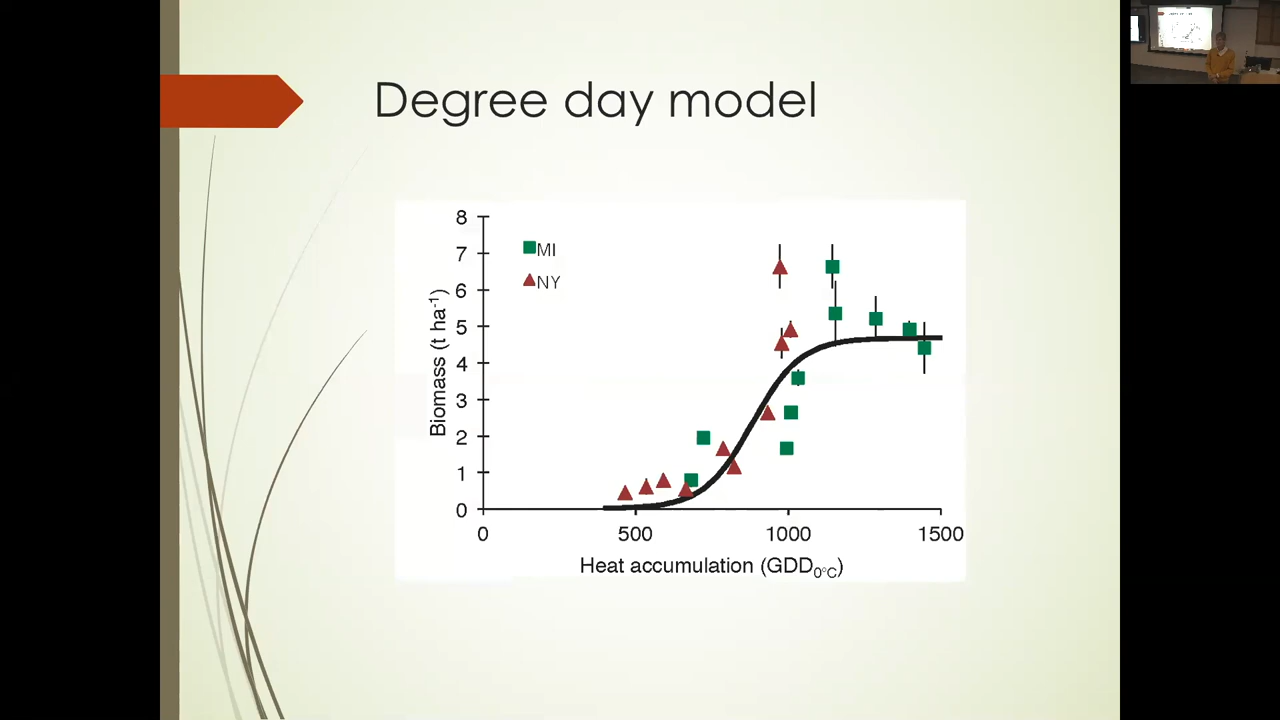 Degree day model
8
7
6
5
4
3
2
1
0
MI
NY
Biomass (t ha⁻¹)
0 500 1000 1500
Heat accumulation (GDD₀°C)